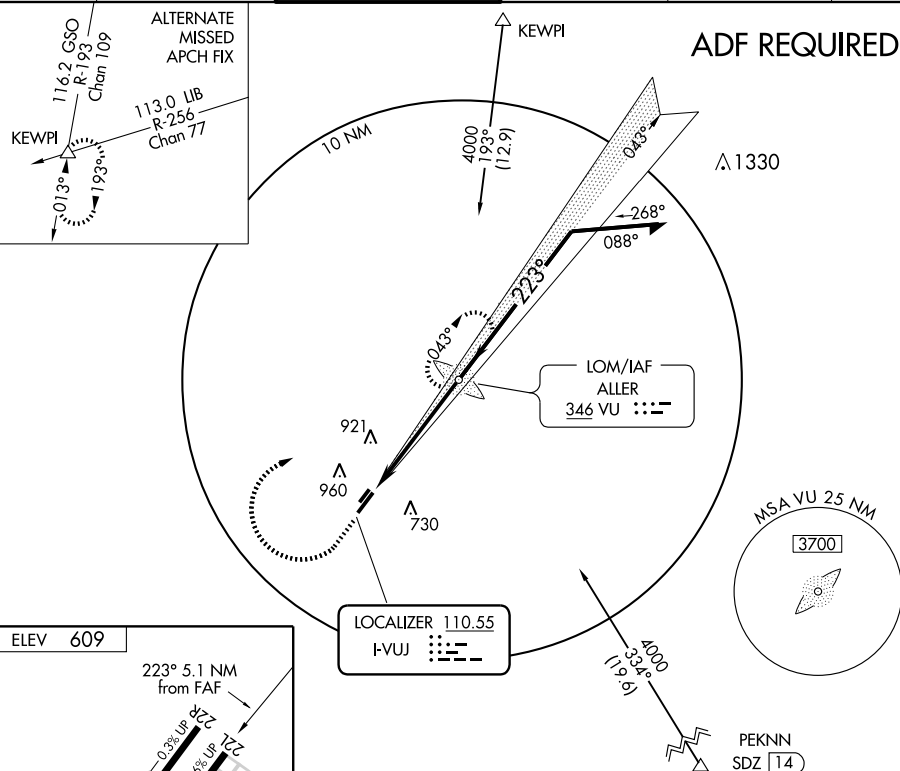 ALTERNATE
MISSED
APCH FIX
116.2 GSO
R-193
Chan 109
113.0 LIB
R-256
Chan 77
KEWPI
013°
193°
KEWPI
ADF REQUIRED
10 NM
4000
193°
(12.9)
043°
1330
268°
088°
223°
043°
LOM/IAF
ALLER
346 VU
921
960
730
MSA VU 25 NM
3700
LOCALIZER 110.55
I-VUJ
4000
334°
(19.6)
PEKNN
SDZ 14
ELEV 609
223° 5.1 NM
from FAF
22R
22L
0.3% UP
6% UP